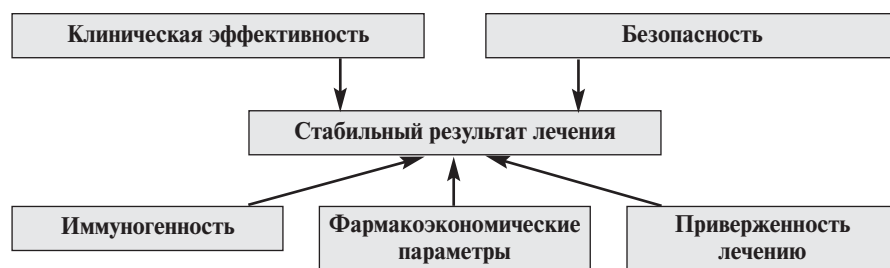 Клиническая эффективность
Безопасность
Стабильный результат лечения
Иммуногенность
Фармакоэкономические
параметры
Приверженность
лечению